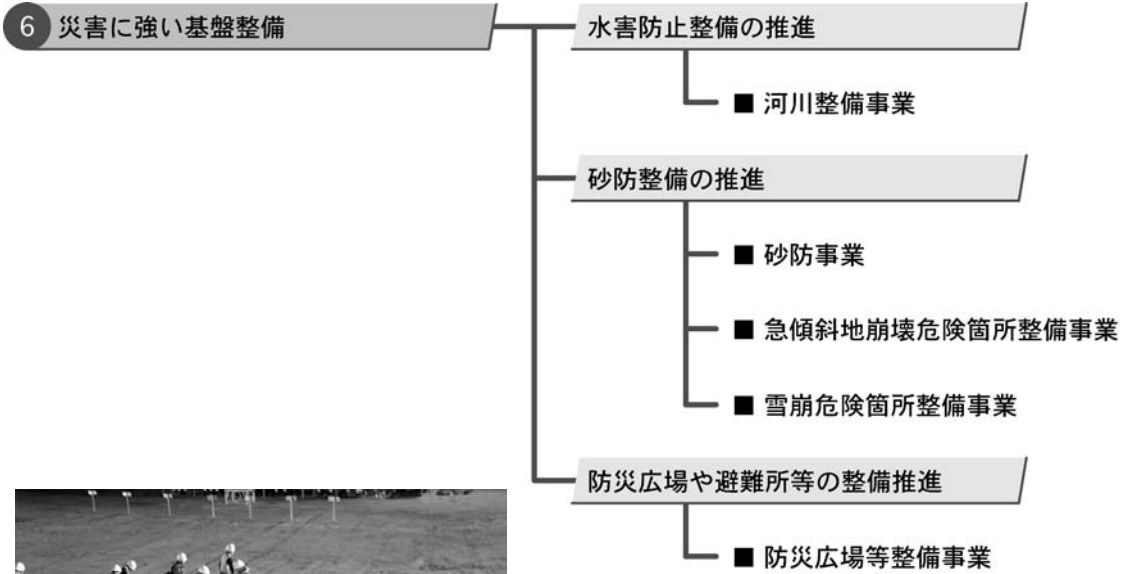 6 災害に強い基盤整備
水害防止整備の推進
■ 河川整備事業
砂防整備の推進
■ 砂防事業
■ 急傾斜地崩壊危険箇所整備事業
■ 雪崩危険箇所整備事業
防災広場や避難所等の整備推進
■ 防災広場等整備事業